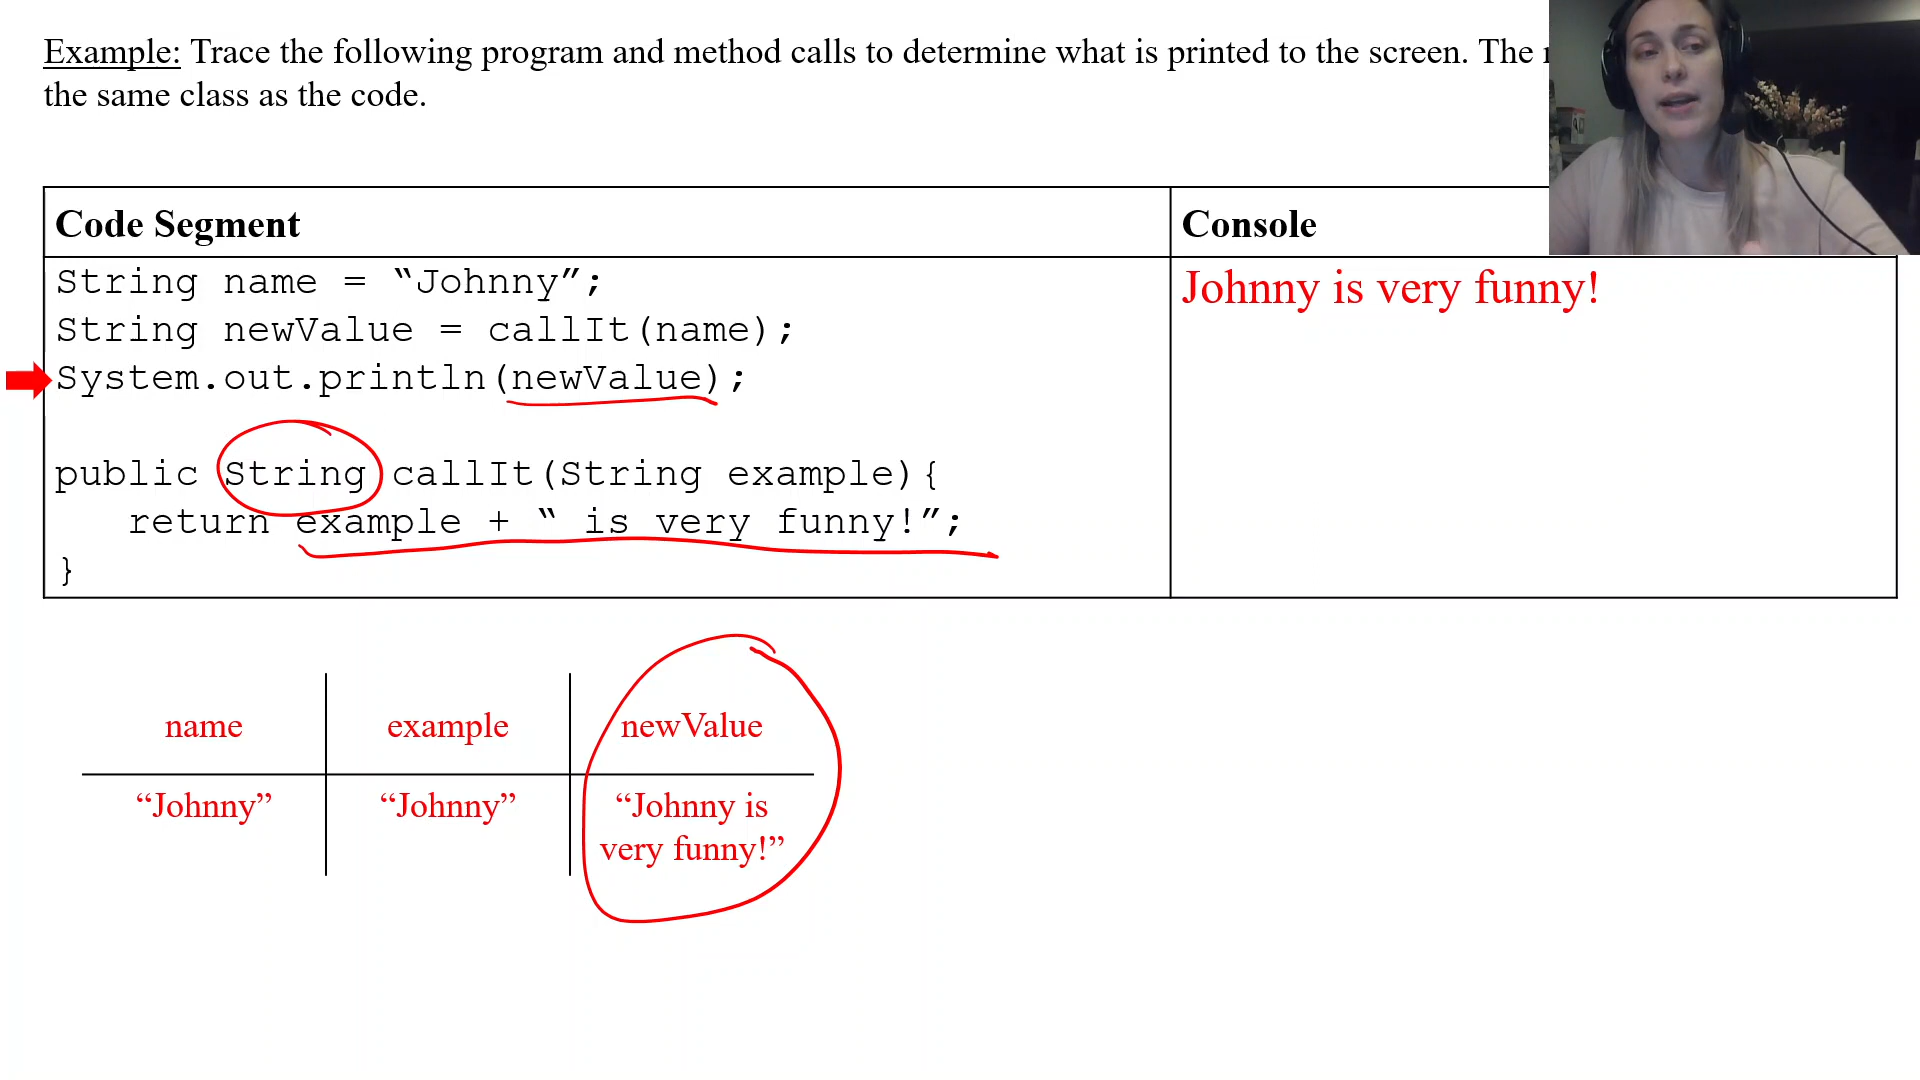 Example: Trace the following program and method calls to determine what is printed to the screen. The
the same class as the code.
Code Segment
Console
String name = “Johnny”;
String newValue = callIt(name);
System.out.println(newValue);
public String callIt(String example){
return example + “ is very funny!”;
}
Johnny is very funny!
name
example
newValue
“Johnny”
“Johnny”
“Johnny is
very funny!”